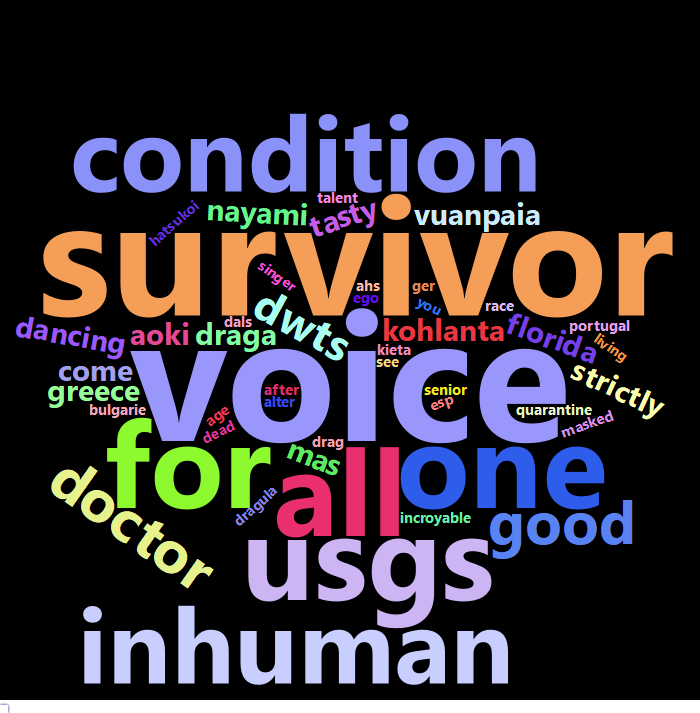 condition
talent
hatsukoi
nayami
tasty
vuanpaia
survivor
singer
ahs
ger
ego
you
race
dals
dwts
dancing
aoki
draga
kohlanta
florida
portugal
living
voice
kieta
see
come
strictly
greece
after
senior
alter
esp
bulgarie
quarantine
age
dead
masked
drag
for
mas
all
one
doctor
dragula
incroyable
good
usgs
inhuman